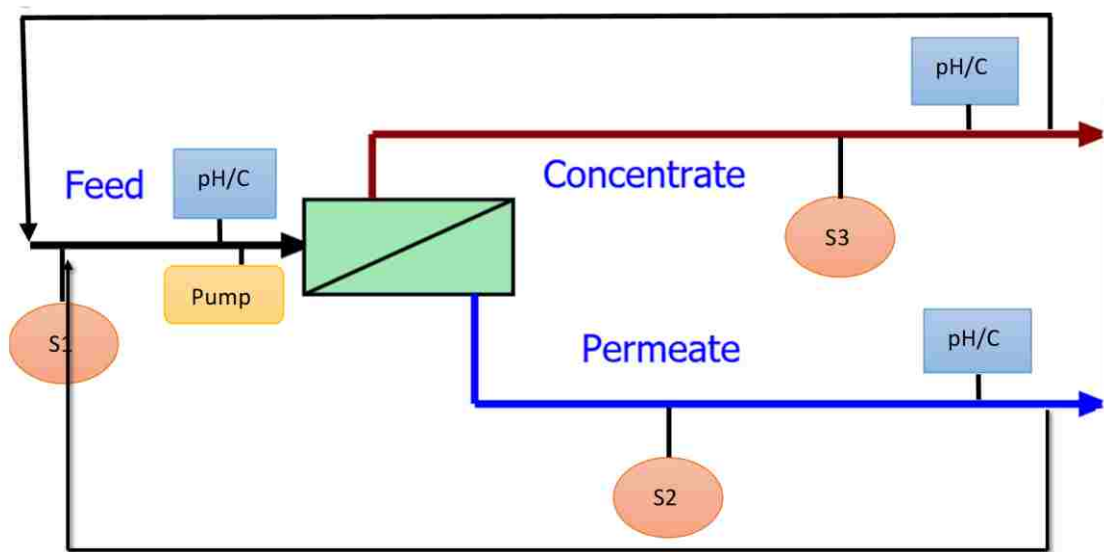 pH/C
Feed
pH/C
Concentrate
S3
Pump
S1
Permeate
pH/C
S2